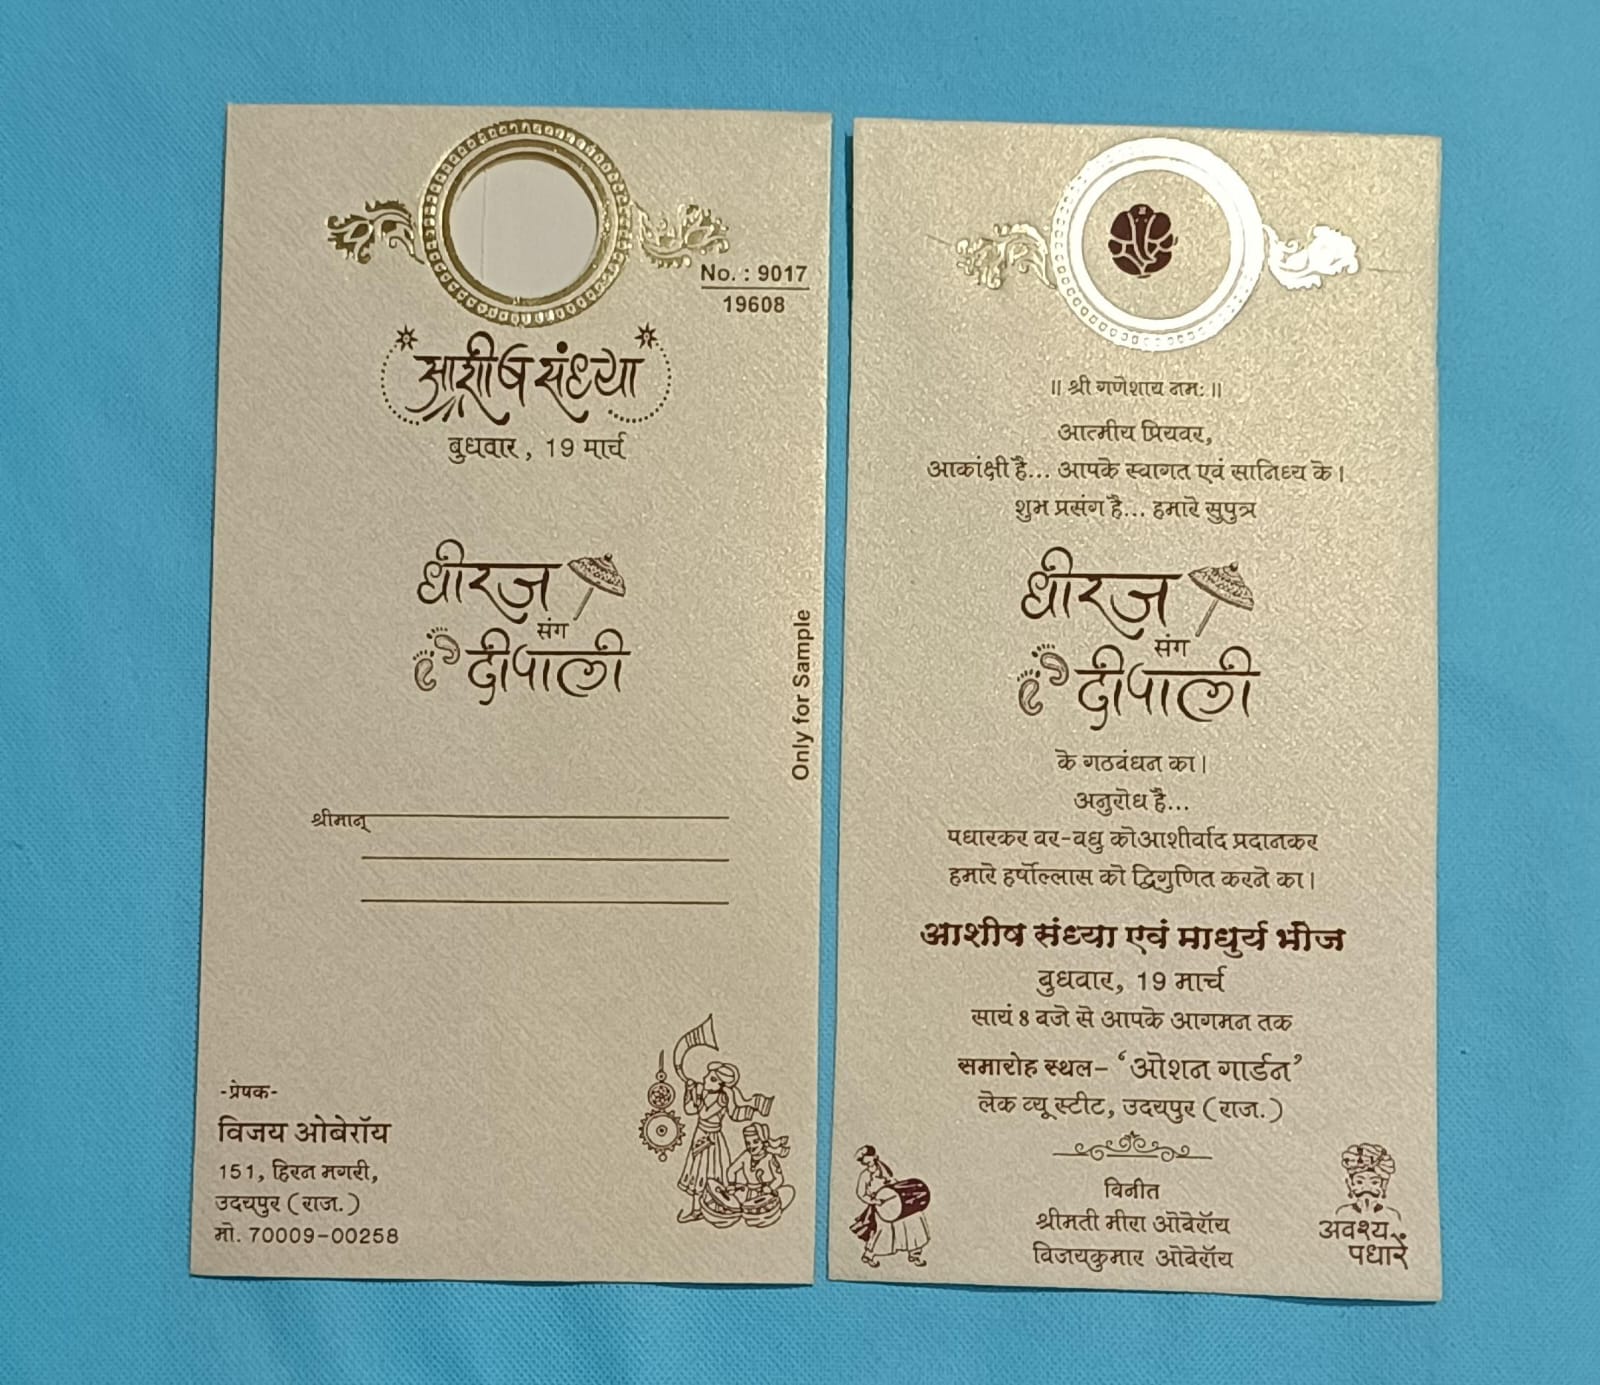 No. : 9017
19608
आशीष संध्या
बुधवार, 19 मार्च
धीरज
संग
दीपाली
Only for Sample
श्रीमान्
-प्रेषक-
विजय ओबेरॉय
151, हिरन मगरी,
उदयपुर (राज.)
मो. 70009-00258
॥ श्री गणेशाय नमः ॥
आत्मीय प्रियवर,
आकांक्षी है... आपके स्वागत एवं सानिध्य के।
शुभ प्रसंग है... हमारे सुपुत्र
धीरज
संग
दीपाली
के गठबंधन का।
अनुरोध है...
पधारकर वर-वधु कोआशीर्वाद प्रदानकर
हमारे हर्षोल्लास को द्विगुणित करने का।
आशीष संध्या एवं माधुर्य भोज
बुधवार, 19 मार्च
सायं 8 बजे से आपके आगमन तक
समारोह स्थल- ‘ओशन गार्डन’
लेक व्यू स्टीट, उदयपुर (राज.)
विनीत
श्रीमती मीरा ओबेरॉय
विजयकुमार ओबेरॉय
अवश्य
पधारें